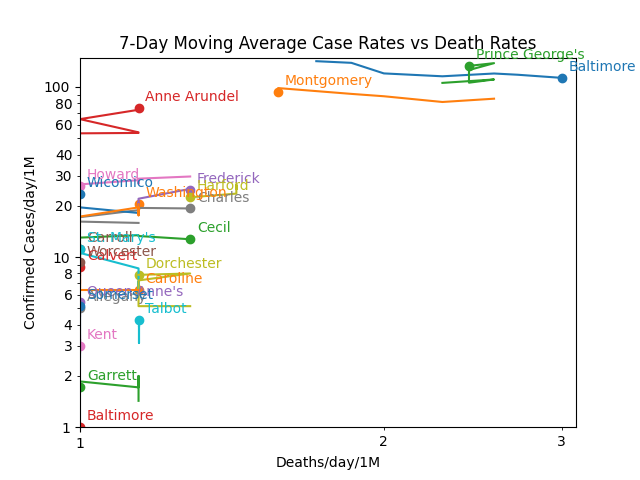 7-Day Moving Average Case Rates vs Death Rates
Prince George's
Baltimore
Montgomery
Anne Arundel
Howard
Frederick
Wicomico
Harford
Washington
Charles
Cecil
St. Mary's
Carroll
Worcester
Calvert
Dorchester
Caroline
Queen Anne's
Somerset
Allegany
Talbot
Kent
Garrett
Baltimore
100
80
60
40
30
20
10
8
6
4
3
2
1
1
2
3
Confirmed Cases/day/1M
Deaths/day/1M